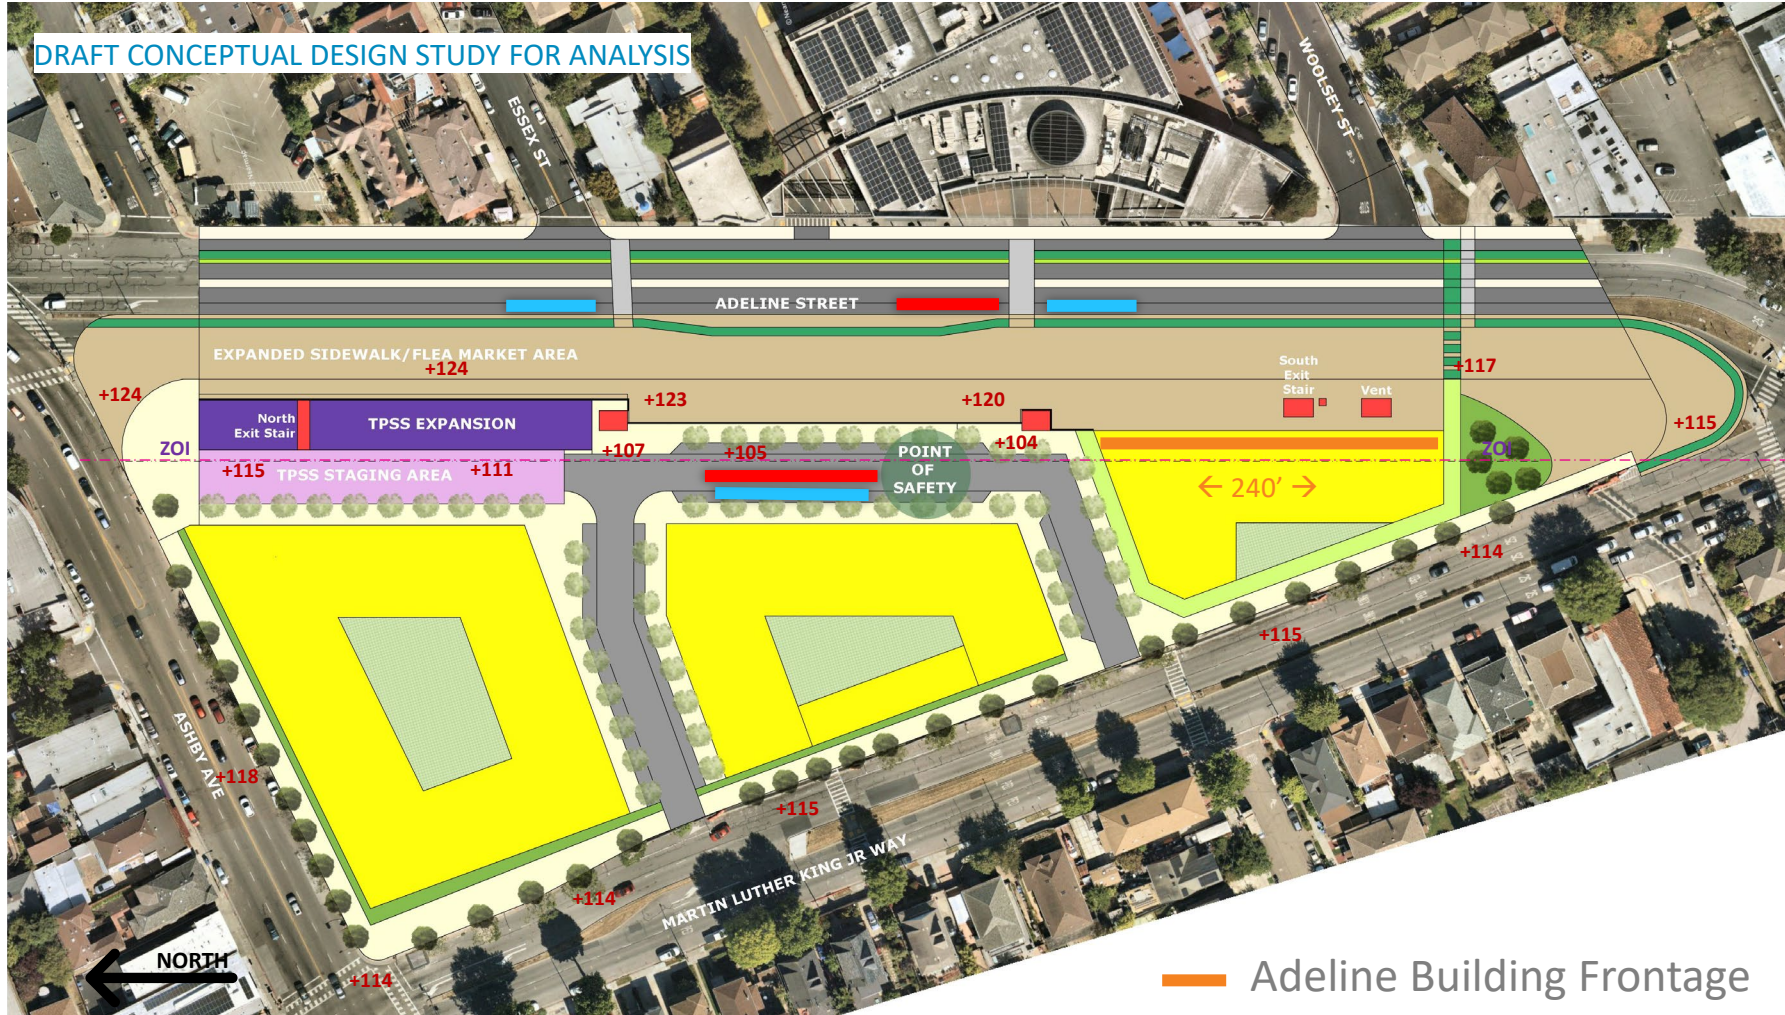 DRAFT CONCEPTUAL DESIGN STUDY FOR ANALYSIS
ESSEX ST
WOOLSEY ST
ADELINE STREET
EXPANDED SIDEWALK/FLEA MARKET AREA
+124
+124
+123
+120
South
Exit
Stair
Vent
+117
+115
North
Exit Stair
TPSS EXPANSION
ZOI
+115
TPSS STAGING AREA
+111
+107
+105
POINT
OF
SAFETY
+104
ZOI
← 240’ →
+114
+115
ASHBY AVE
+118
+115
+114
MARTIN LUTHER KING JR WAY
NORTH
+114
Adeline Building Frontage